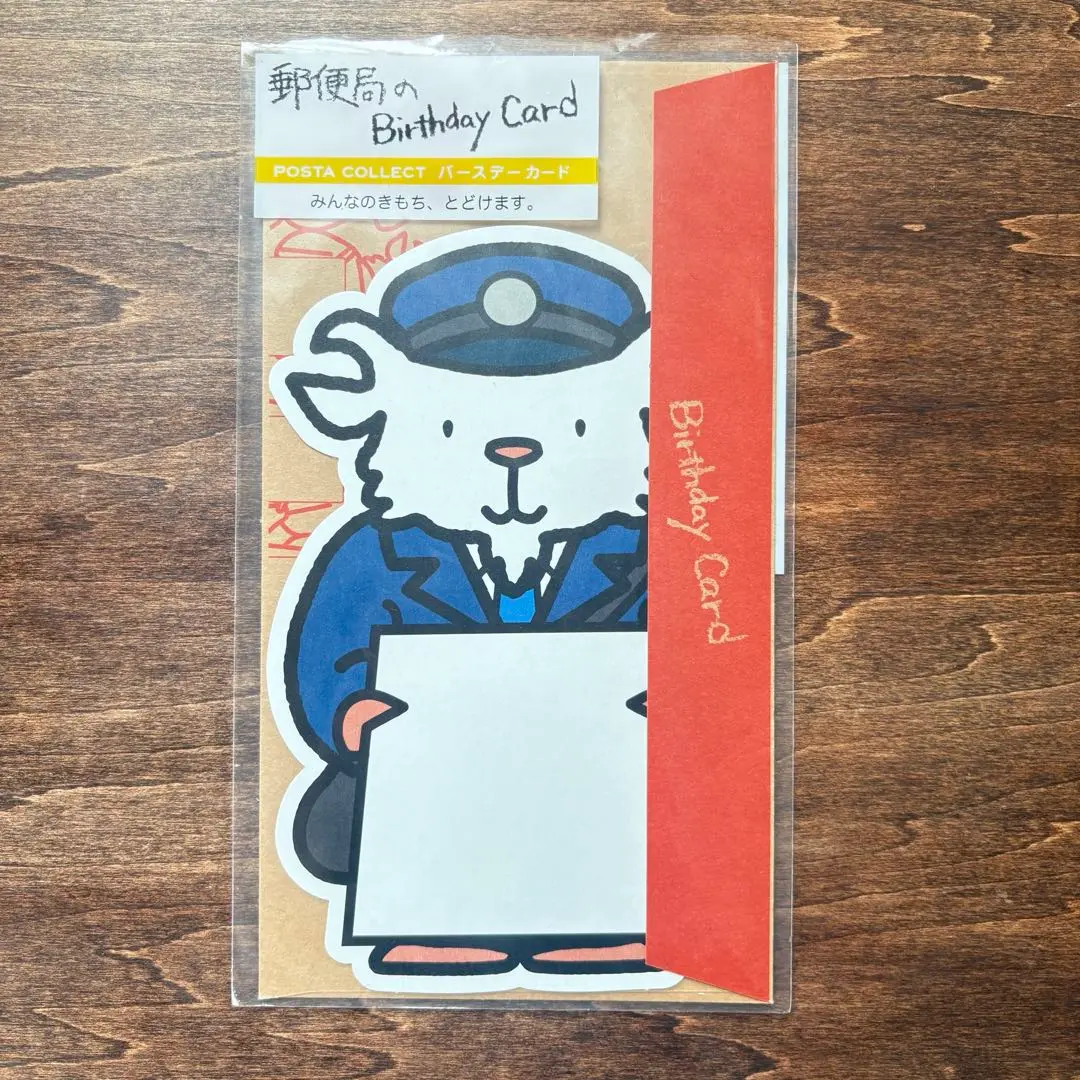 郵便局の
Birthday Card
POSTA COLLECT バースデーカード
みんなのきもち、とどけます。
Birthday Card